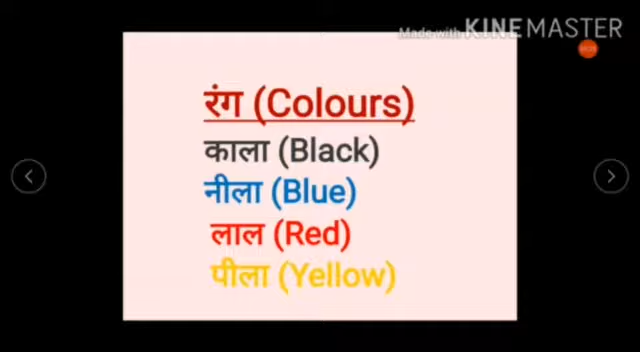 Made with KINEMASTER
रंग (Colours)
काला (Black)
नीला (Blue)
लाल (Red)
पीला (Yellow)